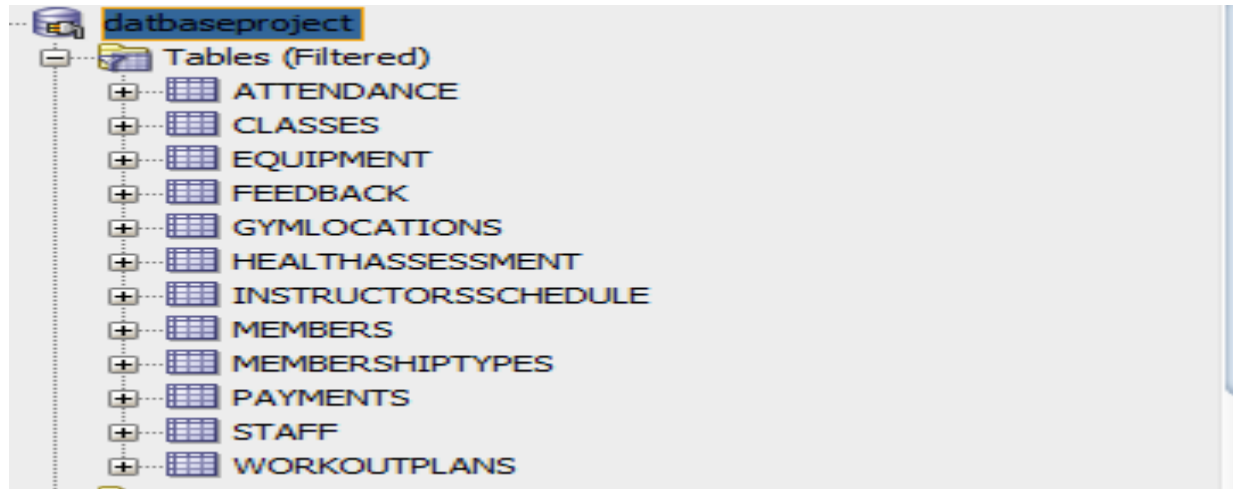 datbaseproject
Tables (Filtered)
ATTENDANCE
CLASSES
EQUIPMENT
FEEDBACK
GYMLOCATIONS
HEALTHASSESSMENT
INSTRUCTORSSCHEDULE
MEMBERS
MEMBERSHIPTYPES
PAYMENTS
STAFF
WORKOUTPLANS